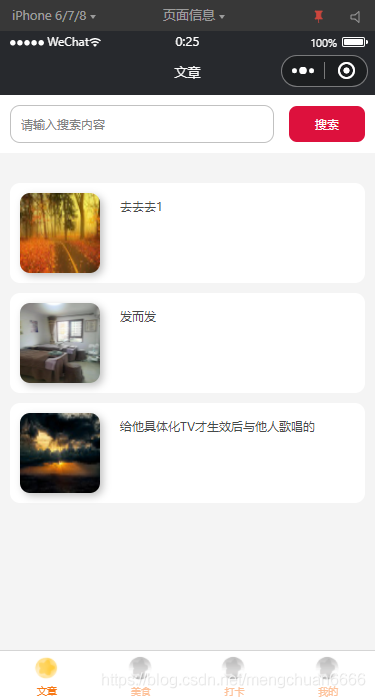 iPhone 6/7/8 页面信息
WeChat 0:25 100%
文章
请输入搜索内容 搜索
去去去1
发而发
给他具体化TV才生效后与他人歌唱的
文章 美食 打卡 我的
https://blog.csdn.net/mengchuan6666